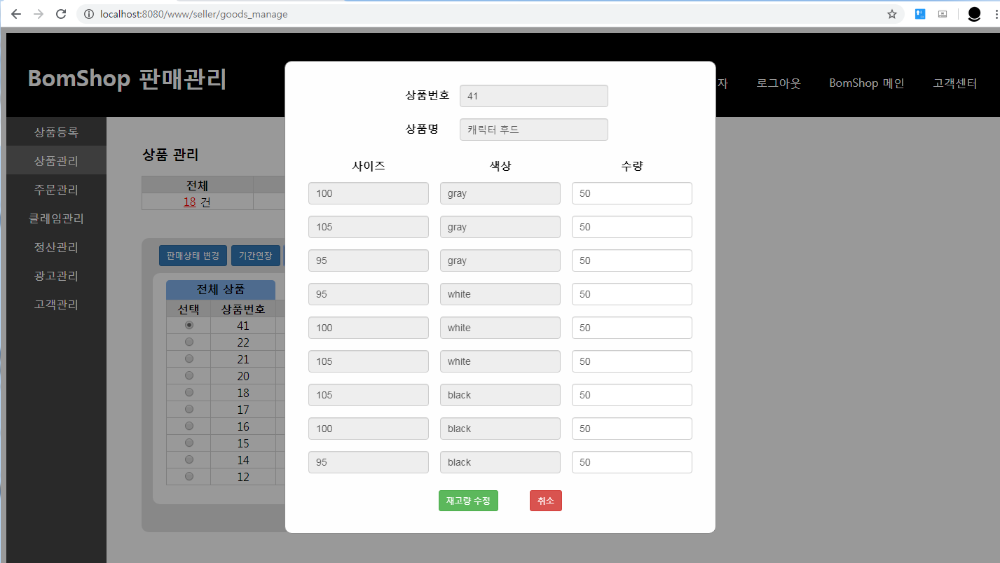 localhost:8080/www/seller/goods_manage
BomShop 판매관리
자 로그아웃 BomShop 메인 고객센터
상품등록
상품관리
주문관리
클레임관리
정산관리
광고관리
고객관리
상품 관리
전체
18 건
판매상태 변경 기간연장
전체 상품
선택 상품번호
41
22
21
20
18
17
16
15
14
12
상품번호 41
상품명 캐릭터 후드
사이즈 색상 수량
100 gray 50
105 gray 50
95 gray 50
95 white 50
100 white 50
105 white 50
105 black 50
100 black 50
95 black 50
재고량 수정 취소